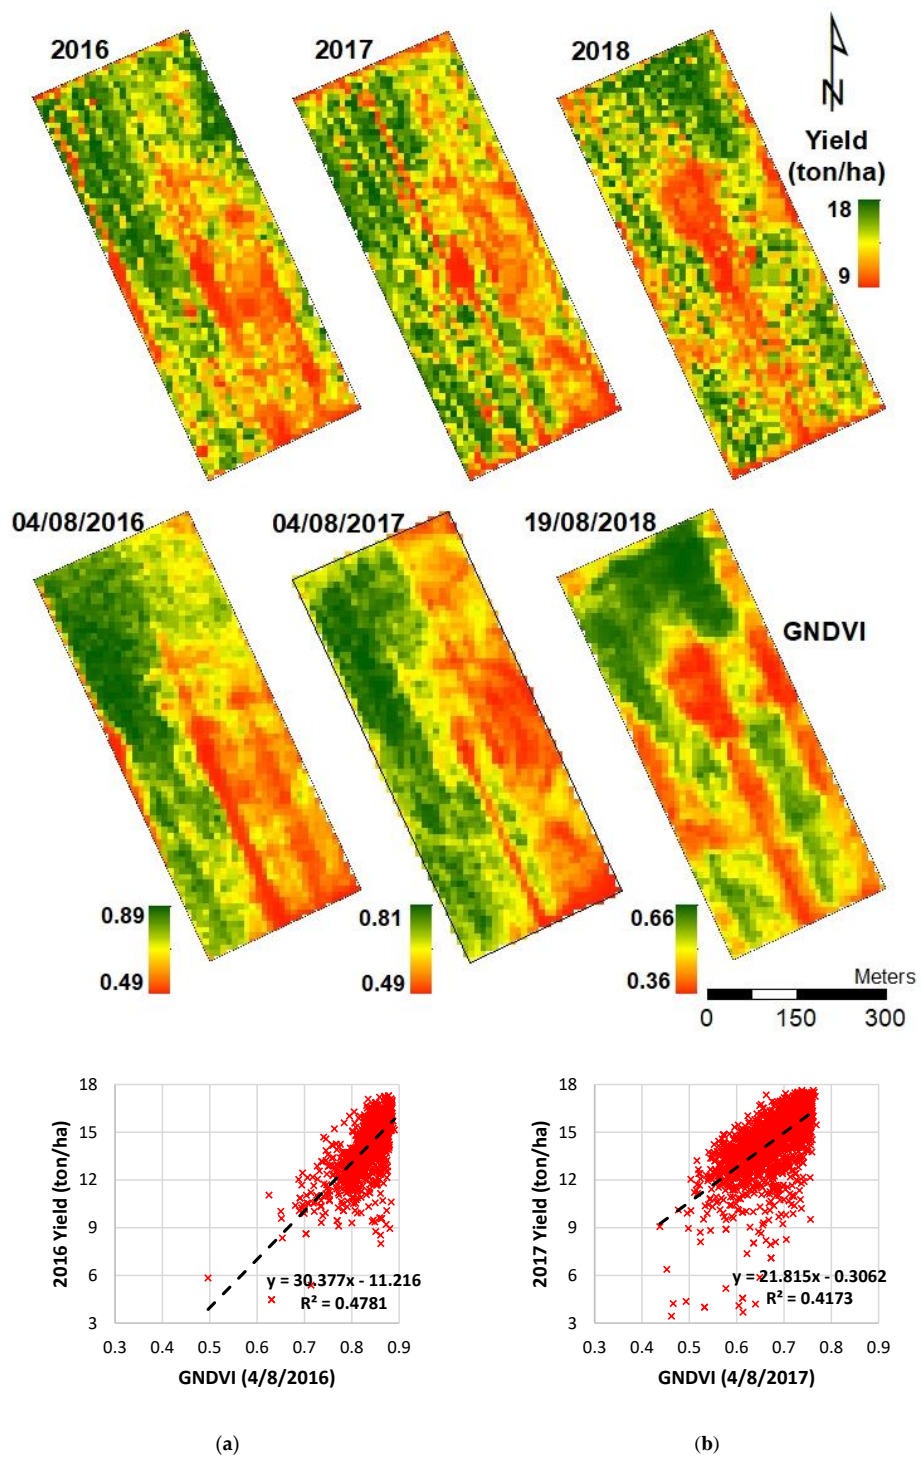 2016
2017
2018
N
Yield
(ton/ha)
18
9
04/08/2016
04/08/2017
19/08/2018
GNDVI
0.89
0.49
0.81
0.49
0.66
0.36
Meters
0 150 300
18
15
12
9
6
3
2016 Yield (ton/ha)
y = 30.377x - 11.216
R² = 0.4781
0.3 0.4 0.5 0.6 0.7 0.8 0.9
GNDVI (4/8/2016)
(a)
18
15
12
9
6
3
2017 Yield (ton/ha)
y = 21.815x - 0.3062
R² = 0.4173
0.3 0.4 0.5 0.6 0.7 0.8 0.9
GNDVI (4/8/2017)
(b)